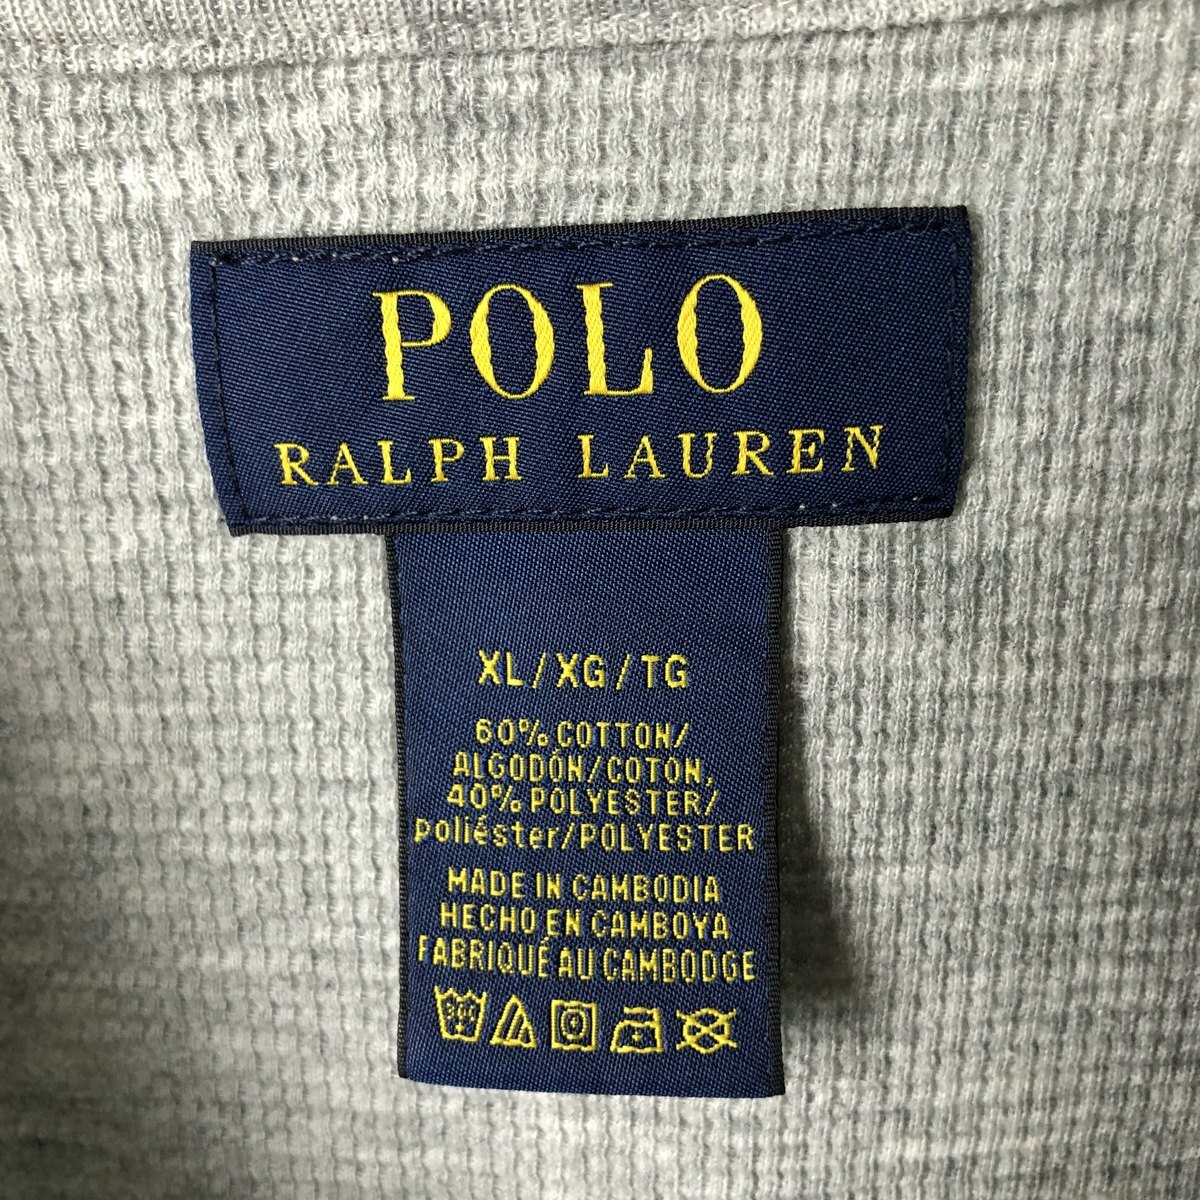 POLO
RALPH LAUREN
XL/XG/TG
60% COTTON/
ALGODÓN/COTON,
40% POLYESTER/
poliéster/POLYESTER
MADE IN CAMBODIA
HECHO EN CAMBOYA
FABRIQUÉ AU CAMBODGE